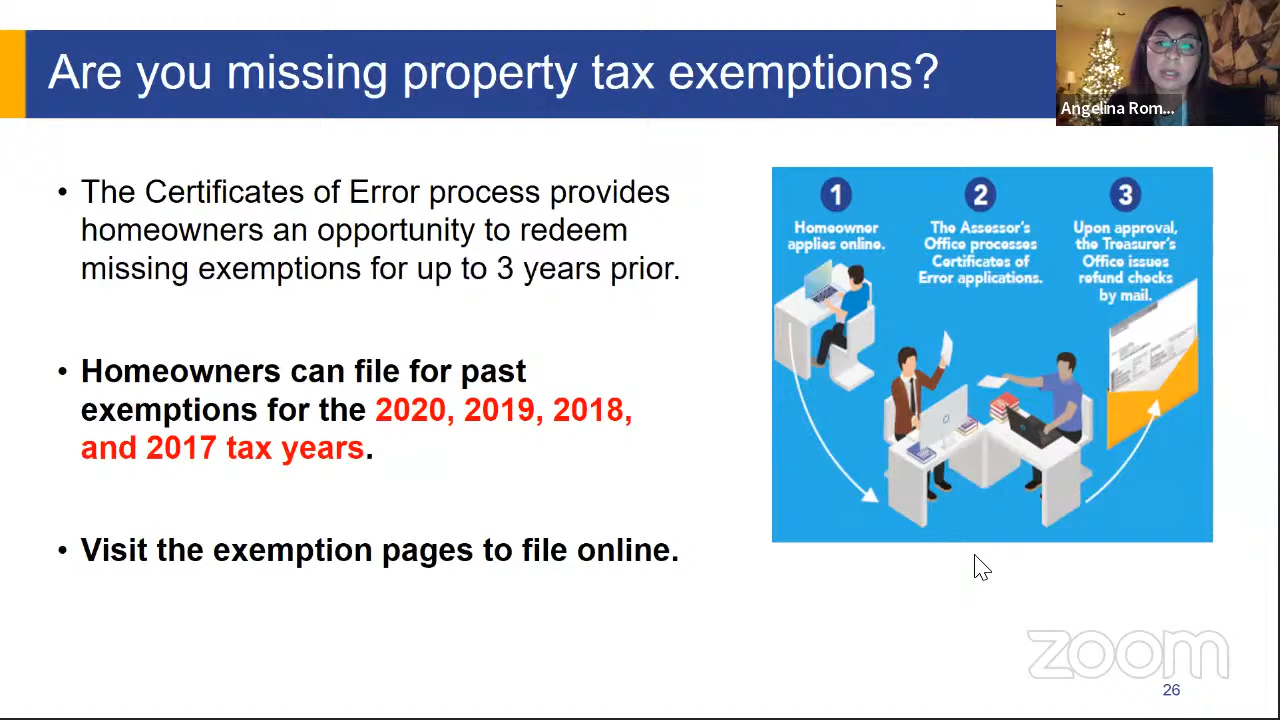 Are you missing property tax exemptions?
Angelina Rom...
• The Certificates of Error process provides
homeowners an opportunity to redeem
missing exemptions for up to 3 years prior.
• Homeowners can file for past
exemptions for the 2020, 2019, 2018,
and 2017 tax years.
• Visit the exemption pages to file online.
1
Homeowner
applies online.
2
The Assessor's
Office processes
Certificates of
Error applications.
3
Upon approval,
the Treasurer's
Office issues
refund checks
by mail.
zoom
26